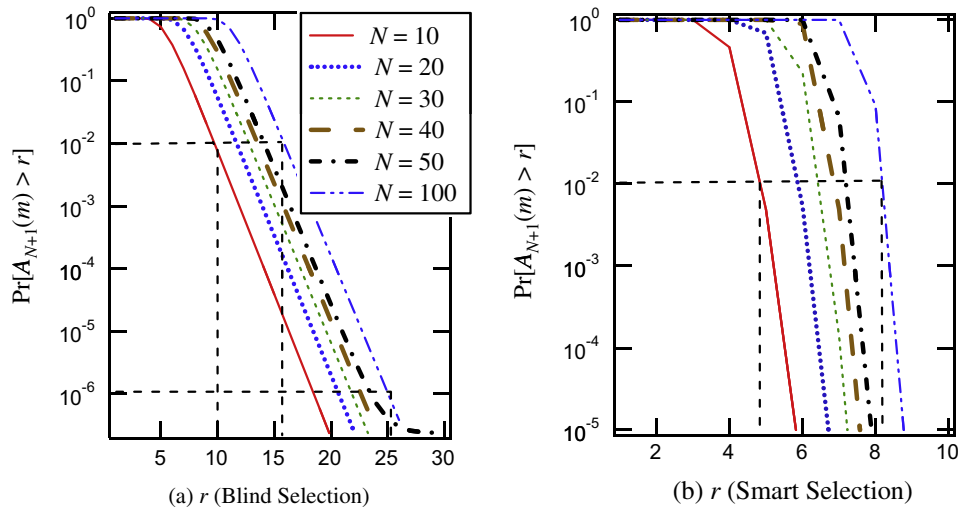 (a)
10^0
10^-1
10^-2
10^-3
10^-4
10^-5
10^-6
Pr[A_{N+1}(m) > r]
5 10 15 20 25 30
(a) r (Blind Selection)
N = 10
N = 20
N = 30
N = 40
N = 50
N = 100
(b)
10^0
10^-1
10^-2
10^-3
10^-4
10^-5
Pr[A_{N+1}(m) > r]
2 4 6 8 10
(b) r (Smart Selection)